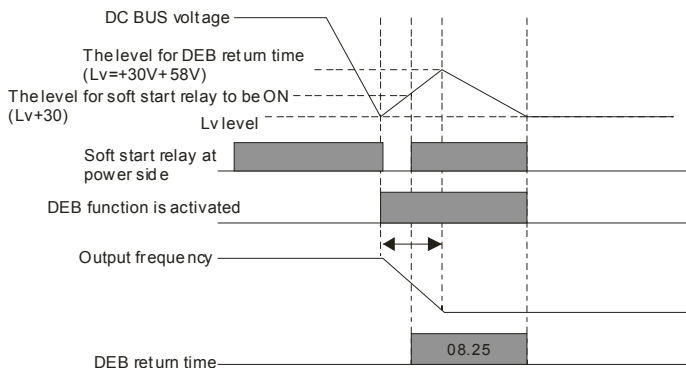 DC BUS voltage
The level for DEB return time
(Lv=+30V+58V)
The level for soft start relay to be ON
(Lv+30)
Lv level
Soft start relay at
power side
DEB function is activated
Output frequency
08.25
DEB return time